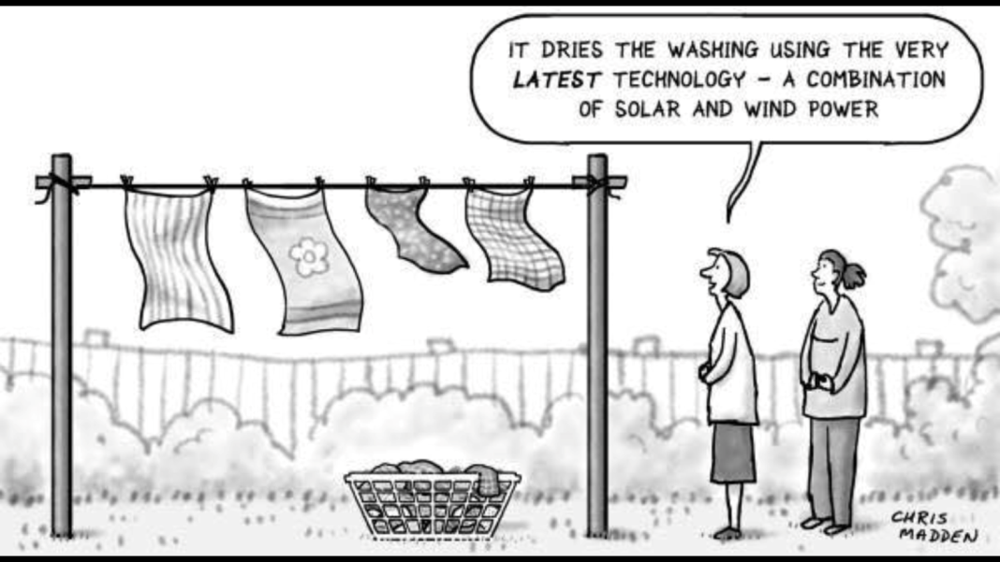 IT DRIES THE WASHING USING THE VERY
LATEST TECHNOLOGY – A COMBINATION
OF SOLAR AND WIND POWER
CHRIS
MADDEN